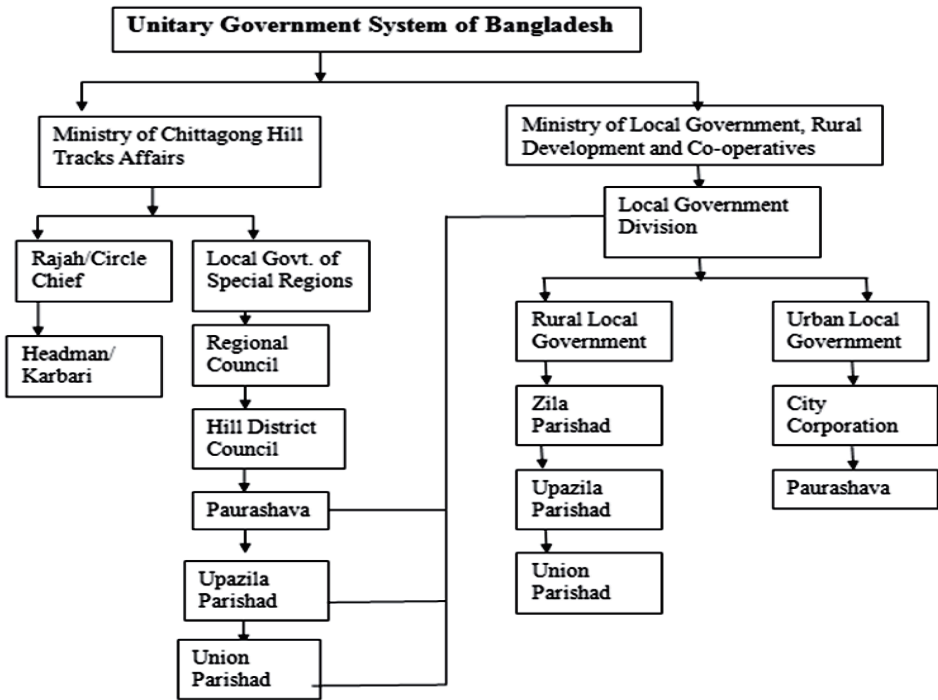 Unitary Government System of Bangladesh
Ministry of Chittagong Hill
Tracks Affairs
Ministry of Local Government, Rural
Development and Co-operatives
Local Government
Division
Rajah/Circle
Chief
Local Govt. of
Special Regions
Rural Local
Government
Urban Local
Government
Headman/
Karbari
Regional
Council
Zila
Parishad
City
Corporation
Hill District
Council
Paurashava
Upazila
Parishad
Paurashava
Upazila
Parishad
Union
Parishad
Union
Parishad